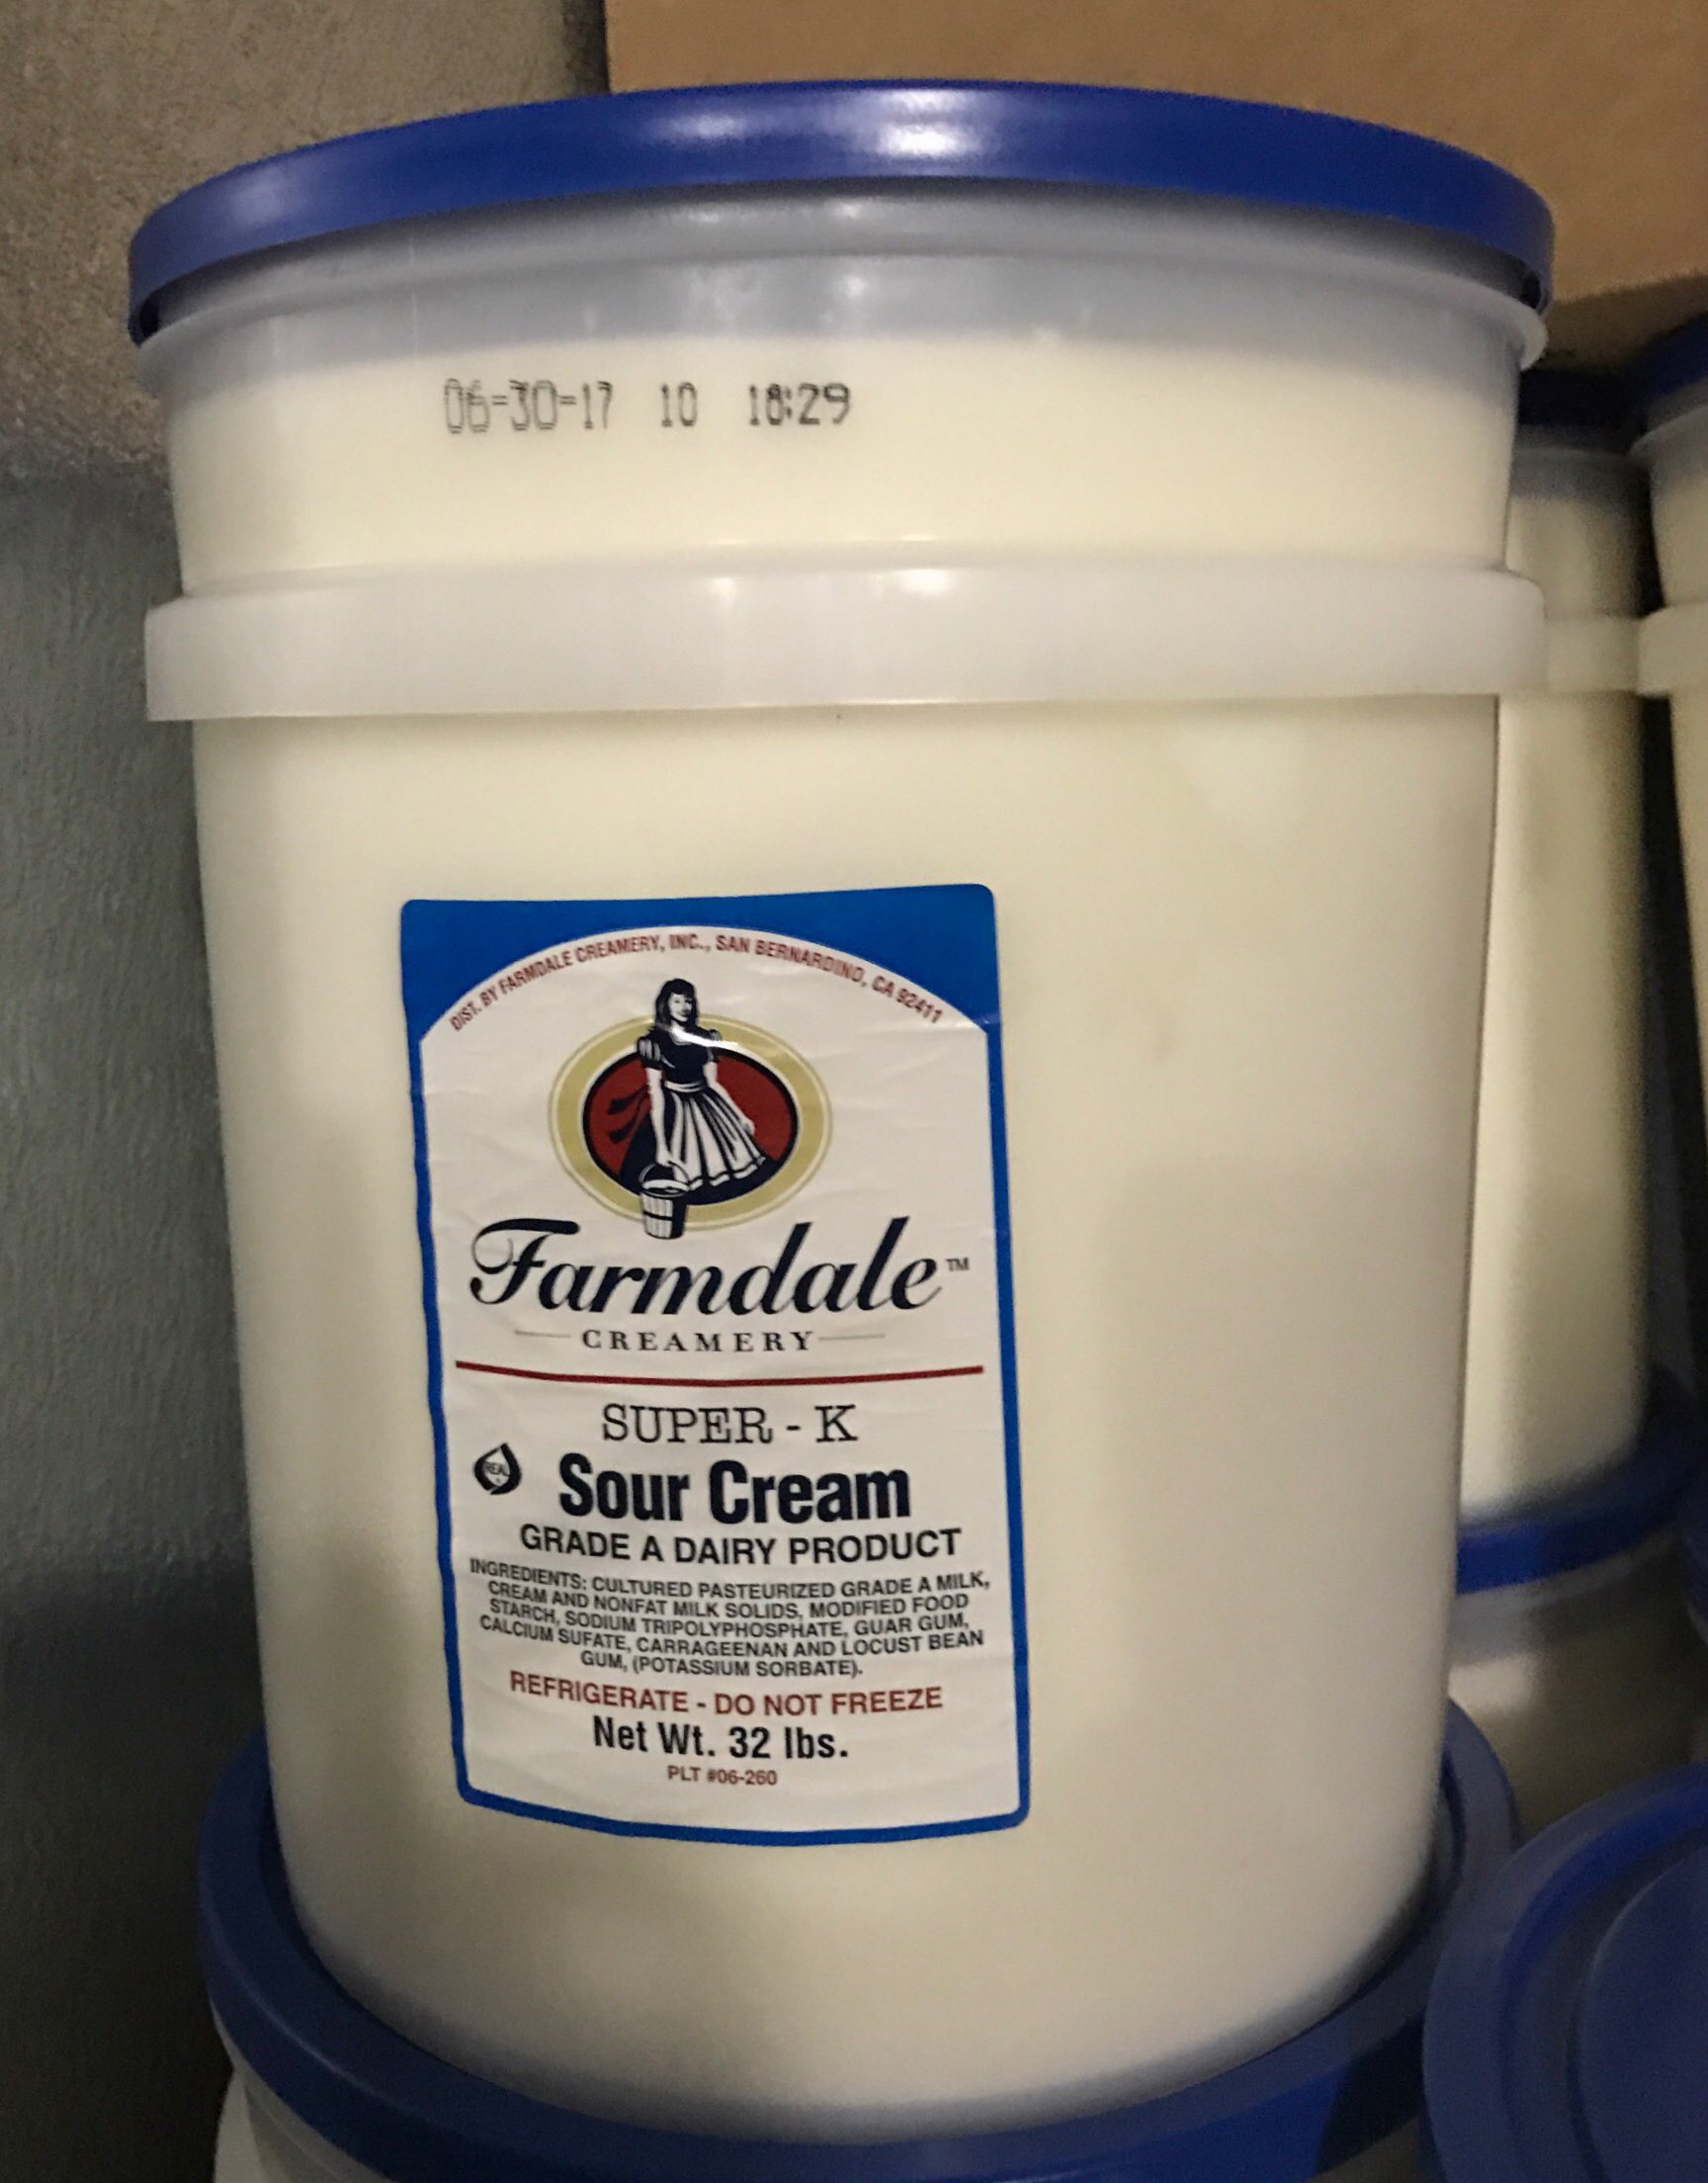 06-30-17 10 18:29
DIST. BY FARMDALE CREAMERY, INC., SAN BERNARDINO, CA 92411
Farmdale™
CREAMERY
SUPER - K
REAL
Sour Cream
GRADE A DAIRY PRODUCT
INGREDIENTS: CULTURED PASTEURIZED GRADE A MILK,
CREAM AND NONFAT MILK SOLIDS, MODIFIED FOOD
STARCH, SODIUM TRIPOLYPHOSPHATE, GUAR GUM,
CALCIUM SUFATE, CARRAGEENAN AND LOCUST BEAN
GUM, (POTASSIUM SORBATE).
REFRIGERATE - DO NOT FREEZE
Net Wt. 32 lbs.
PLT #06-260